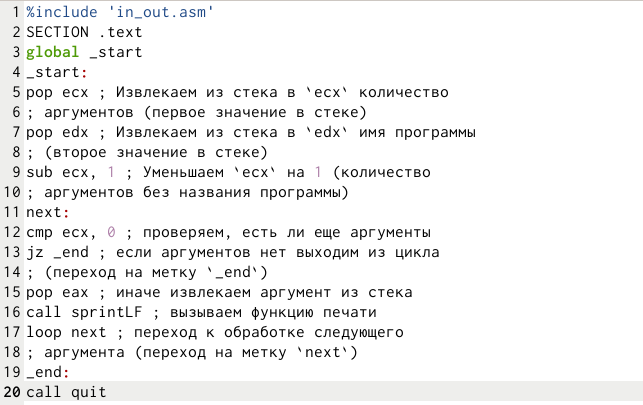 1 %include 'in_out.asm'
2 SECTION .text
3 global _start
4 _start:
5 pop ecx ; Извлекаем из стека в `ecx` количество
6 ; аргументов (первое значение в стеке)
7 pop edx ; Извлекаем из стека в `edx` имя программы
8 ; (второе значение в стеке)
9 sub ecx, 1 ; Уменьшаем `ecx` на 1 (количество
10 ; аргументов без названия программы)
11 next:
12 cmp ecx, 0 ; проверяем, есть ли еще аргументы
13 jz _end ; если аргументов нет выходим из цикла
14 ; (переход на метку `_end`)
15 pop eax ; иначе извлекаем аргумент из стека
16 call sprintLF ; вызываем функцию печати
17 loop next ; переход к обработке следующего
18 ; аргумента (переход на метку `next`)
19 _end:
20 call quit